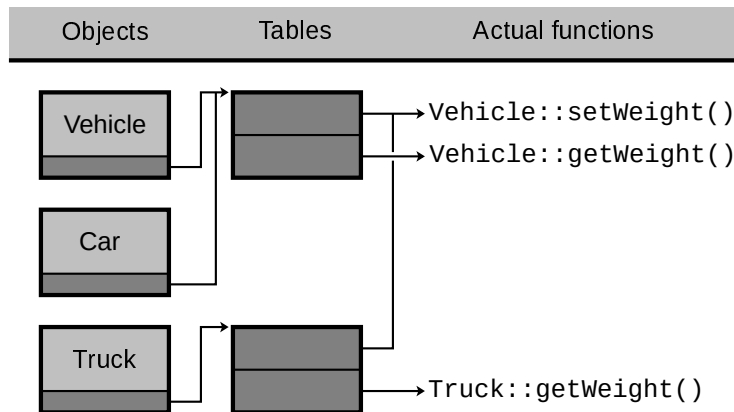 Objects Tables Actual functions
Vehicle
Vehicle::setWeight()
Vehicle::getWeight()
Car
Truck
Truck::getWeight()